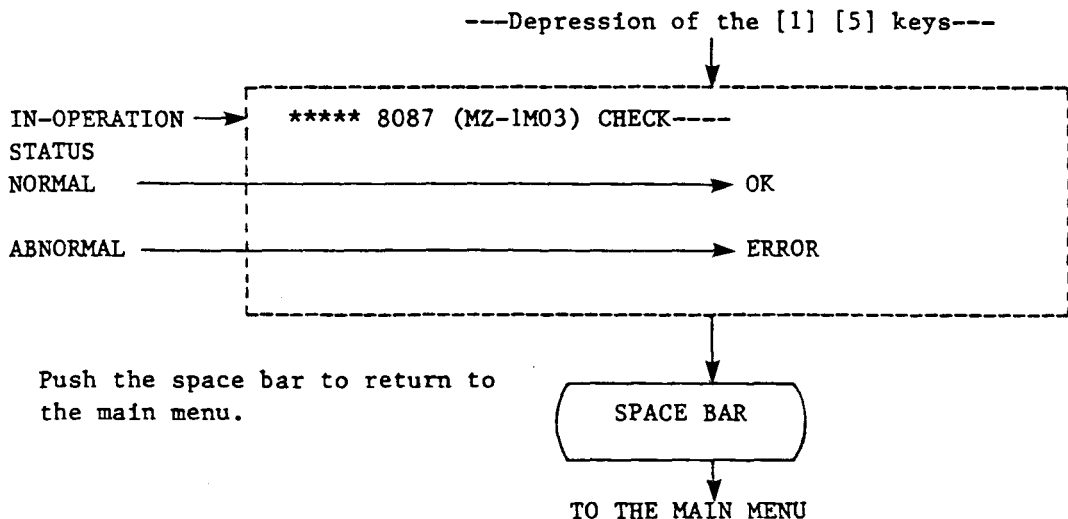 ---Depression of the [1] [5] keys---
IN-OPERATION
STATUS
***** 8087 (MZ-1M03) CHECK----
NORMAL
OK
ABNORMAL
ERROR
Push the space bar to return to
the main menu.
SPACE BAR
TO THE MAIN MENU